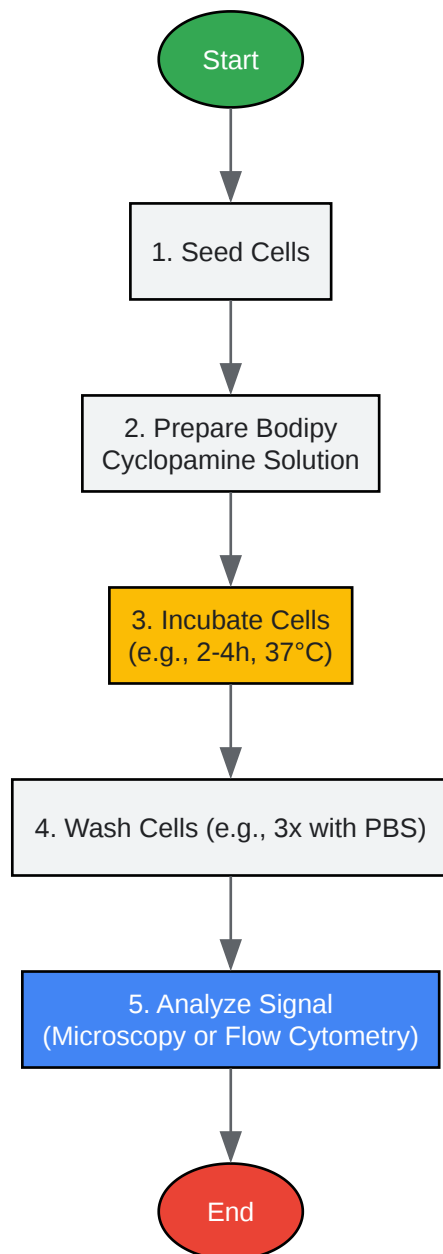 Start
1. Seed Cells
2. Prepare Bodipy
Cyclopamine Solution
3. Incubate Cells
(e.g., 2-4h, 37°C)
4. Wash Cells (e.g., 3x with PBS)
5. Analyze Signal
(Microscopy or Flow Cytometry)
End